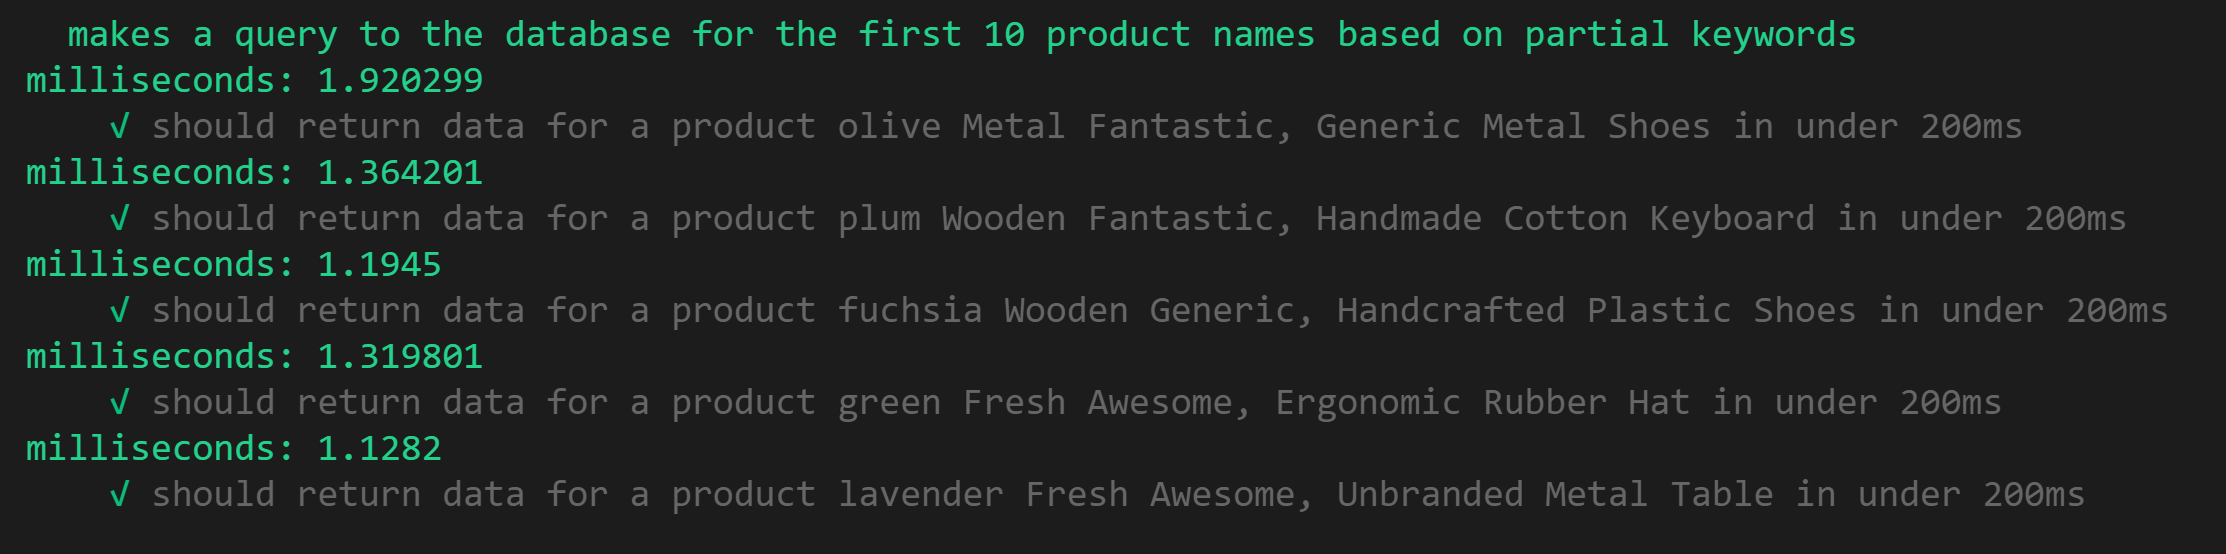 makes a query to the database for the first 10 product names based on partial keywords
milliseconds: 1.920299
√ should return data for a product olive Metal Fantastic, Generic Metal Shoes in under 200ms
milliseconds: 1.364201
√ should return data for a product plum Wooden Fantastic, Handmade Cotton Keyboard in under 200ms
milliseconds: 1.1945
√ should return data for a product fuchsia Wooden Generic, Handcrafted Plastic Shoes in under 200ms
milliseconds: 1.319801
√ should return data for a product green Fresh Awesome, Ergonomic Rubber Hat in under 200ms
milliseconds: 1.1282
√ should return data for a product lavender Fresh Awesome, Unbranded Metal Table in under 200ms